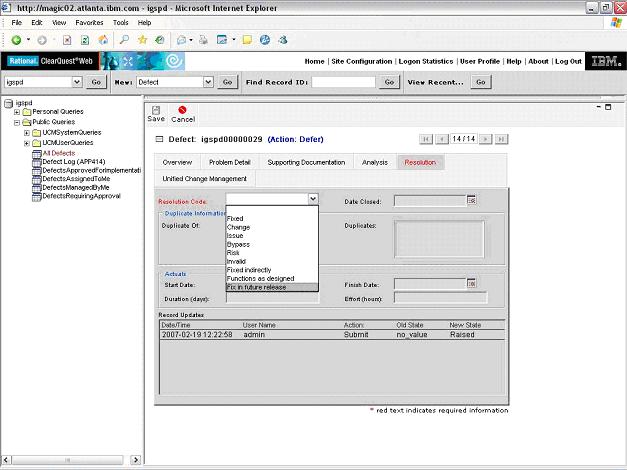 http://magic02.atlanta.ibm.com - igspd - Microsoft Internet Explorer
File Edit View Favorites Tools Help
Back Search Favorites
Rational. ClearQuest Web
Home | Site Configuration | Logon Statistics | User Profile | Help | About | Log Out
IBM
igspd Go New: Defect Go Find Record ID: Go View Recent... Go
igspd
Personal Queries
Public Queries
UCMSystemQueries
UCMUserQueries
All Defects
Defect Log (APP414)
DefectsApprovedForImplementati
DefectsAssignedToMe
DefectsManagedByMe
DefectsRequiringApproval
Save Cancel
Defect: igspd00000029 (Action: Defer)
14 / 14
Overview Problem Detail Supporting Documentation Analysis Resolution
Unified Change Management
Resolution Code:
Date Closed:
Duplicate Information
Duplicate Of:
Duplicates:
Fixed
Change
Issue
Bypass
Risk
Invalid
Fixed indirectly
Functions as designed
Fix in future release
Actuals
Start Date:
Finish Date:
Duration (days):
Effort (hours):
Record Updates
Date/Time User Name Action: Old State New State
2007-02-19 12:22:58 admin Submit no_value Raised
* red text indicates required information